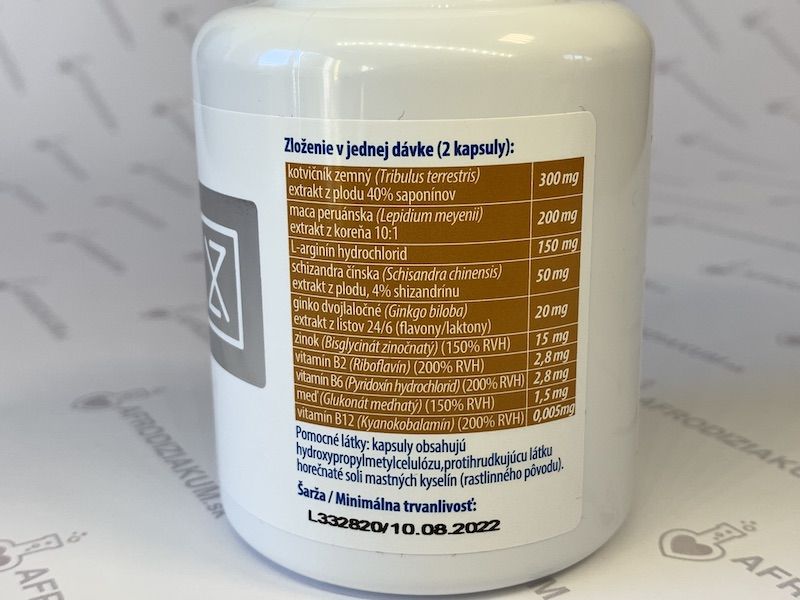 Zloženie v jednej dávke (2 kapsuly):
kotvičník zemný (Tribulus terrestris)
extrakt z plodu 40% saponínov
300 mg
maca peruánska (Lepidium meyenii)
extrakt z koreňa 10:1
200 mg
L-arginín hydrochlorid
150 mg
schizandra čínska (Schisandra chinensis)
extrakt z plodu, 4% shizandrínu
50 mg
ginko dvojlaločné (Ginkgo biloba)
extrakt z listov 24/6 (flavony/laktony)
20 mg
zinok (Bisglycinát zinočnatý) (150% RVH)
15 mg
vitamín B2 (Riboflavín) (200% RVH)
2,8 mg
vitamín B6 (Pyridoxín hydrochlorid) (200% RVH)
2,8 mg
meď (Glukonát meďnatý) (150% RVH)
1,5 mg
vitamín B12 (Kyanokobalamín) (200% RVH)
0,005mg
Pomocné látky: kapsuly obsahujú
hydroxypropylmetylcelulózu,protihrudkujúcu látku
horečnaté soli mastných kyselín (rastlinného pôvodu).
Šarža / Minimálna trvanlivosť:
L332820/10.08.2022
AFRODIZIAKUM.sk
AFRODIZIAKUM
AFR